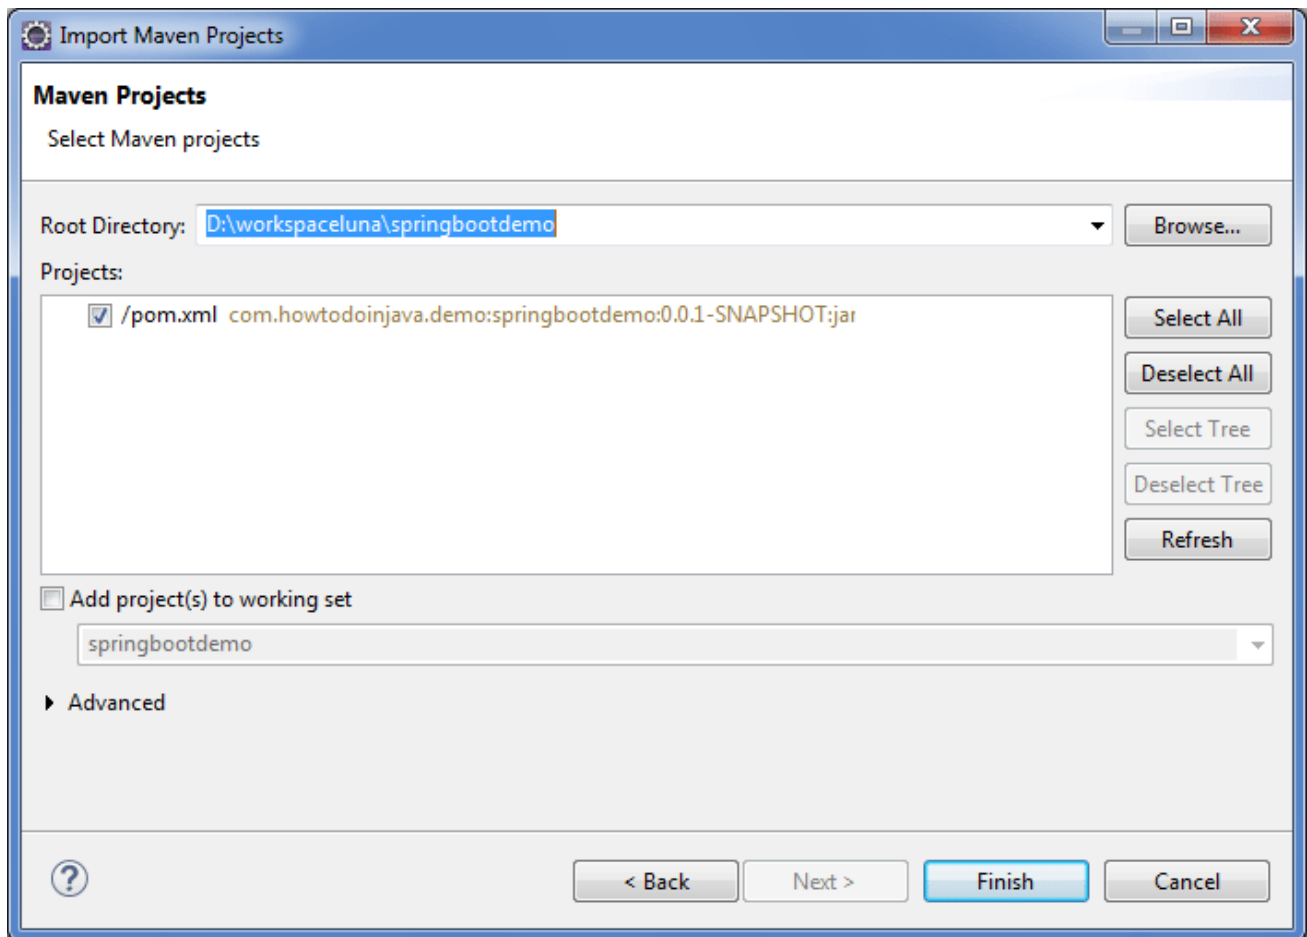 Import Maven Projects
Maven Projects
Select Maven projects
Root Directory: D:\workspaceluna\springbootdemo Browse...
Projects:
/pom.xml com.howtodoinjava.demo:springbootdemo:0.0.1-SNAPSHOT:jar Select All
Deselect All
Select Tree
Deselect Tree
Refresh
Add project(s) to working set
springbootdemo
Advanced
? < Back Next > Finish Cancel